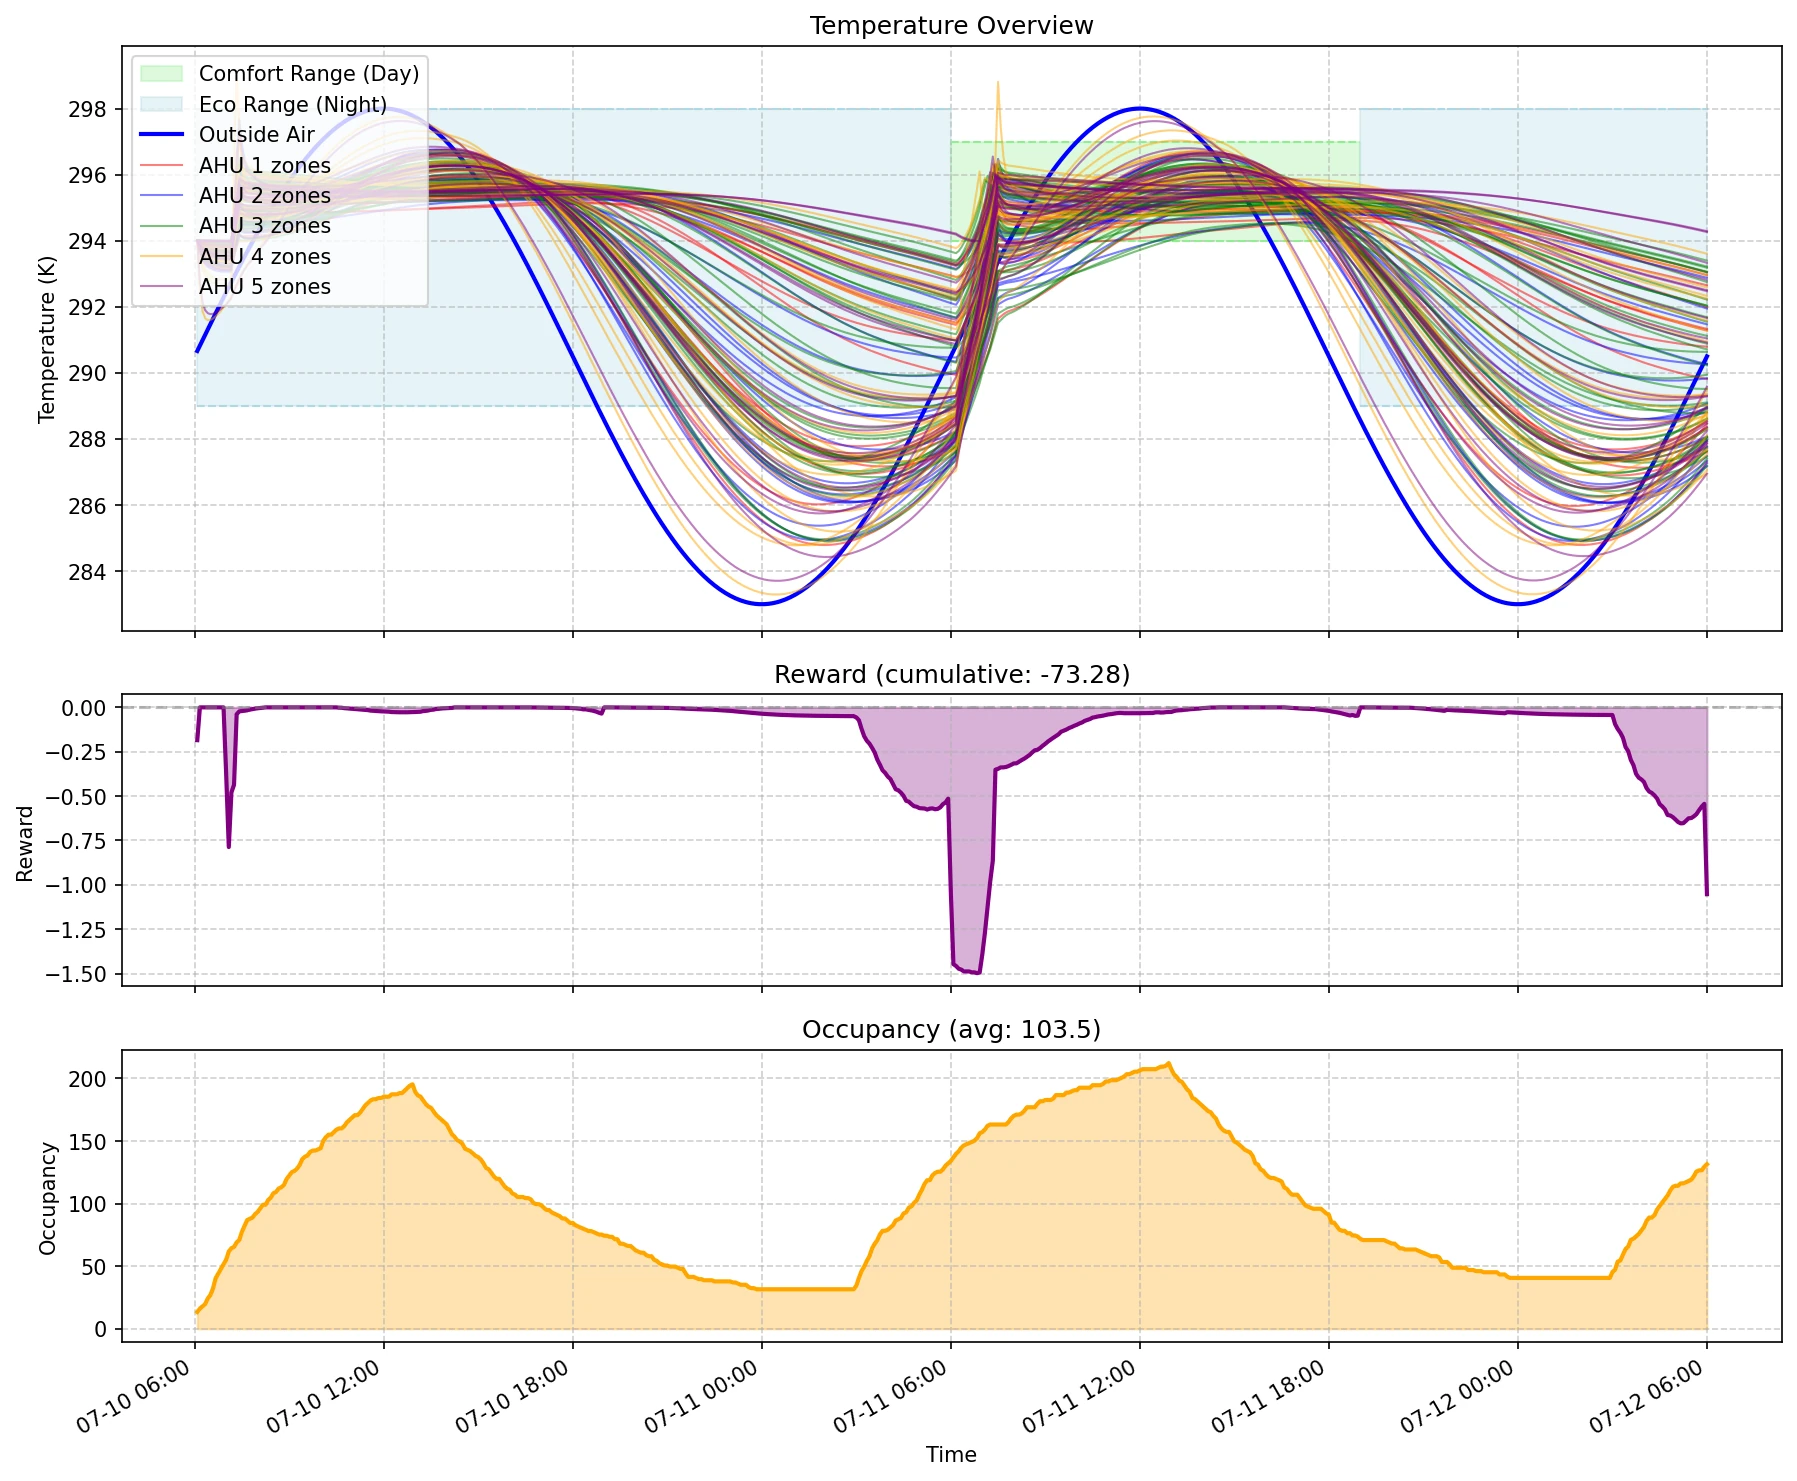 Temperature Overview
Comfort Range (Day)
Eco Range (Night)
Outside Air
AHU 1 zones
AHU 2 zones
AHU 3 zones
AHU 4 zones
AHU 5 zones
Temperature (K)
298
296
294
292
290
288
286
284
Reward (cumulative: -73.28)
Reward
0.00
−0.25
−0.50
−0.75
−1.00
−1.25
−1.50
Occupancy (avg: 103.5)
Occupancy
200
150
100
50
0
07-10 06:00
07-10 12:00
07-10 18:00
07-11 00:00
07-11 06:00
07-11 12:00
07-11 18:00
07-12 00:00
07-12 06:00
Time